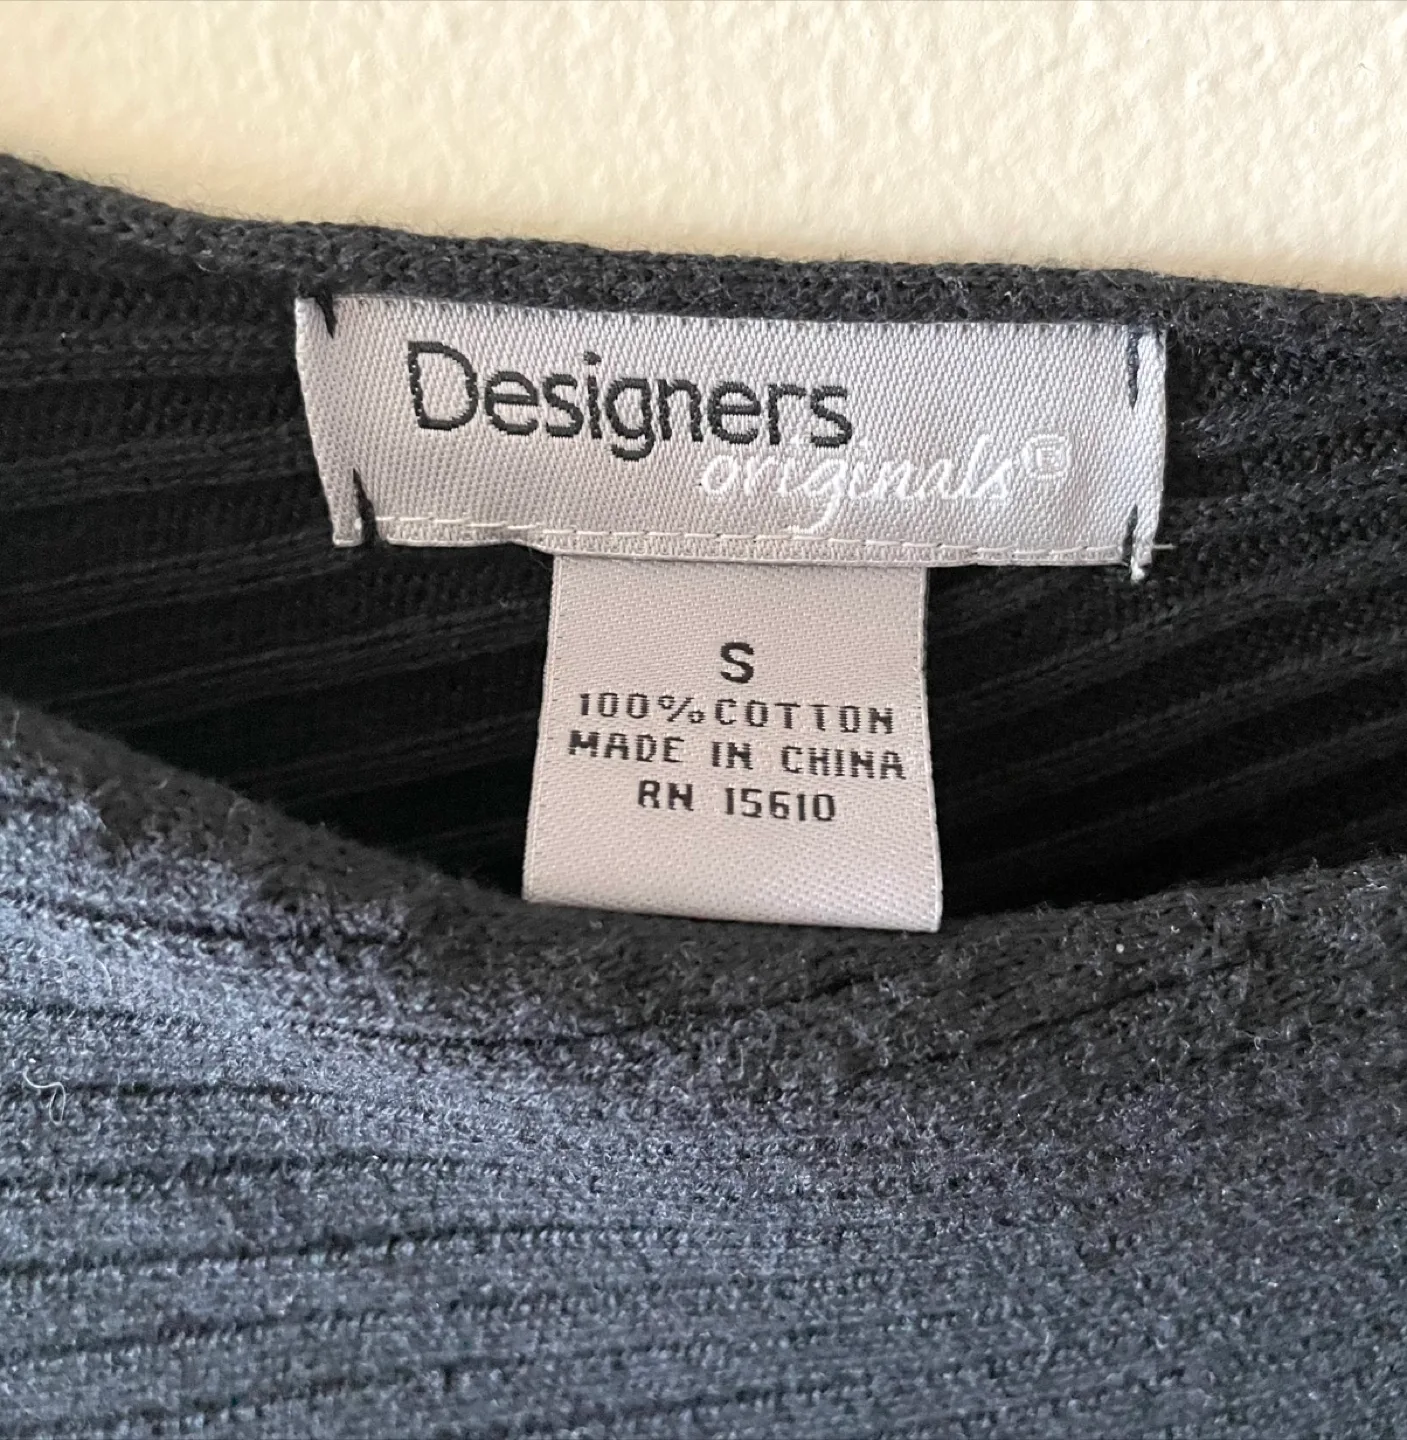 Designers
originals®
S
100% COTTON
MADE IN CHINA
RN 15610